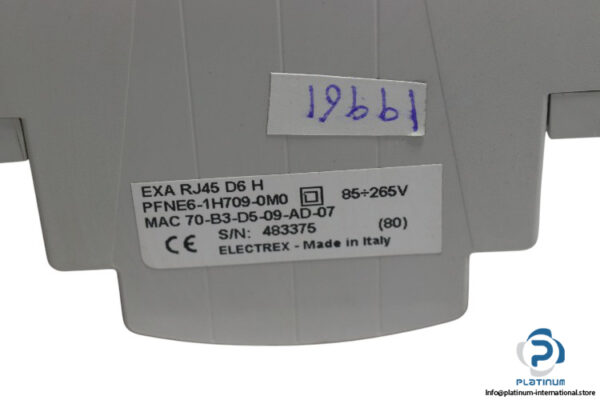 EXA RJ45 D6 H
PFNE6-1H709-0M0 85÷265V
MAC 70-B3-D5-09-AD-07
S/N: 483375 (80)
CE ELECTREX - Made in Italy
PLATINUM
Info@platinum-international.store